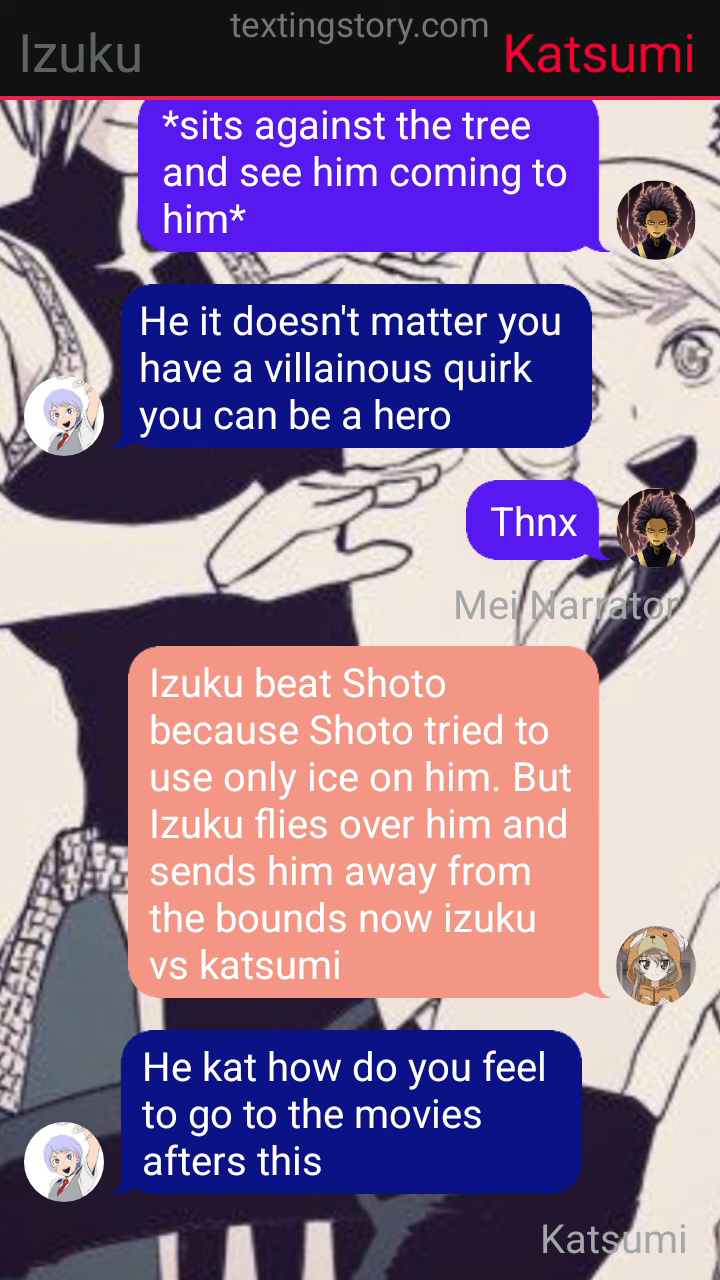 textingstory.com
Izuku
Katsumi
*sits against the tree
and see him coming to
him*
He it doesn't matter you
have a villainous quirk
you can be a hero
Thnx
Mei Narrator
Izuku beat Shoto
because Shoto tried to
use only ice on him. But
Izuku flies over him and
sends him away from
the bounds now izuku
vs katsumi
He kat how do you feel
to go to the movies
afters this
Katsumi